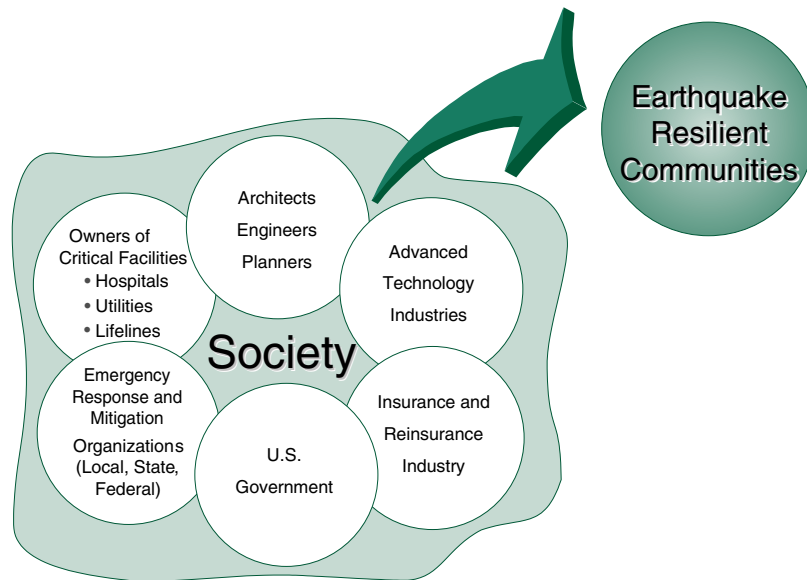 Earthquake
Resilient
Communities
Architects
Engineers
Planners
Owners of
Critical Facilities
• Hospitals
• Utilities
• Lifelines
Advanced
Technology
Industries
Society
Emergency
Response and
Mitigation
Organizations
(Local, State,
Federal)
U.S.
Government
Insurance and
Reinsurance
Industry